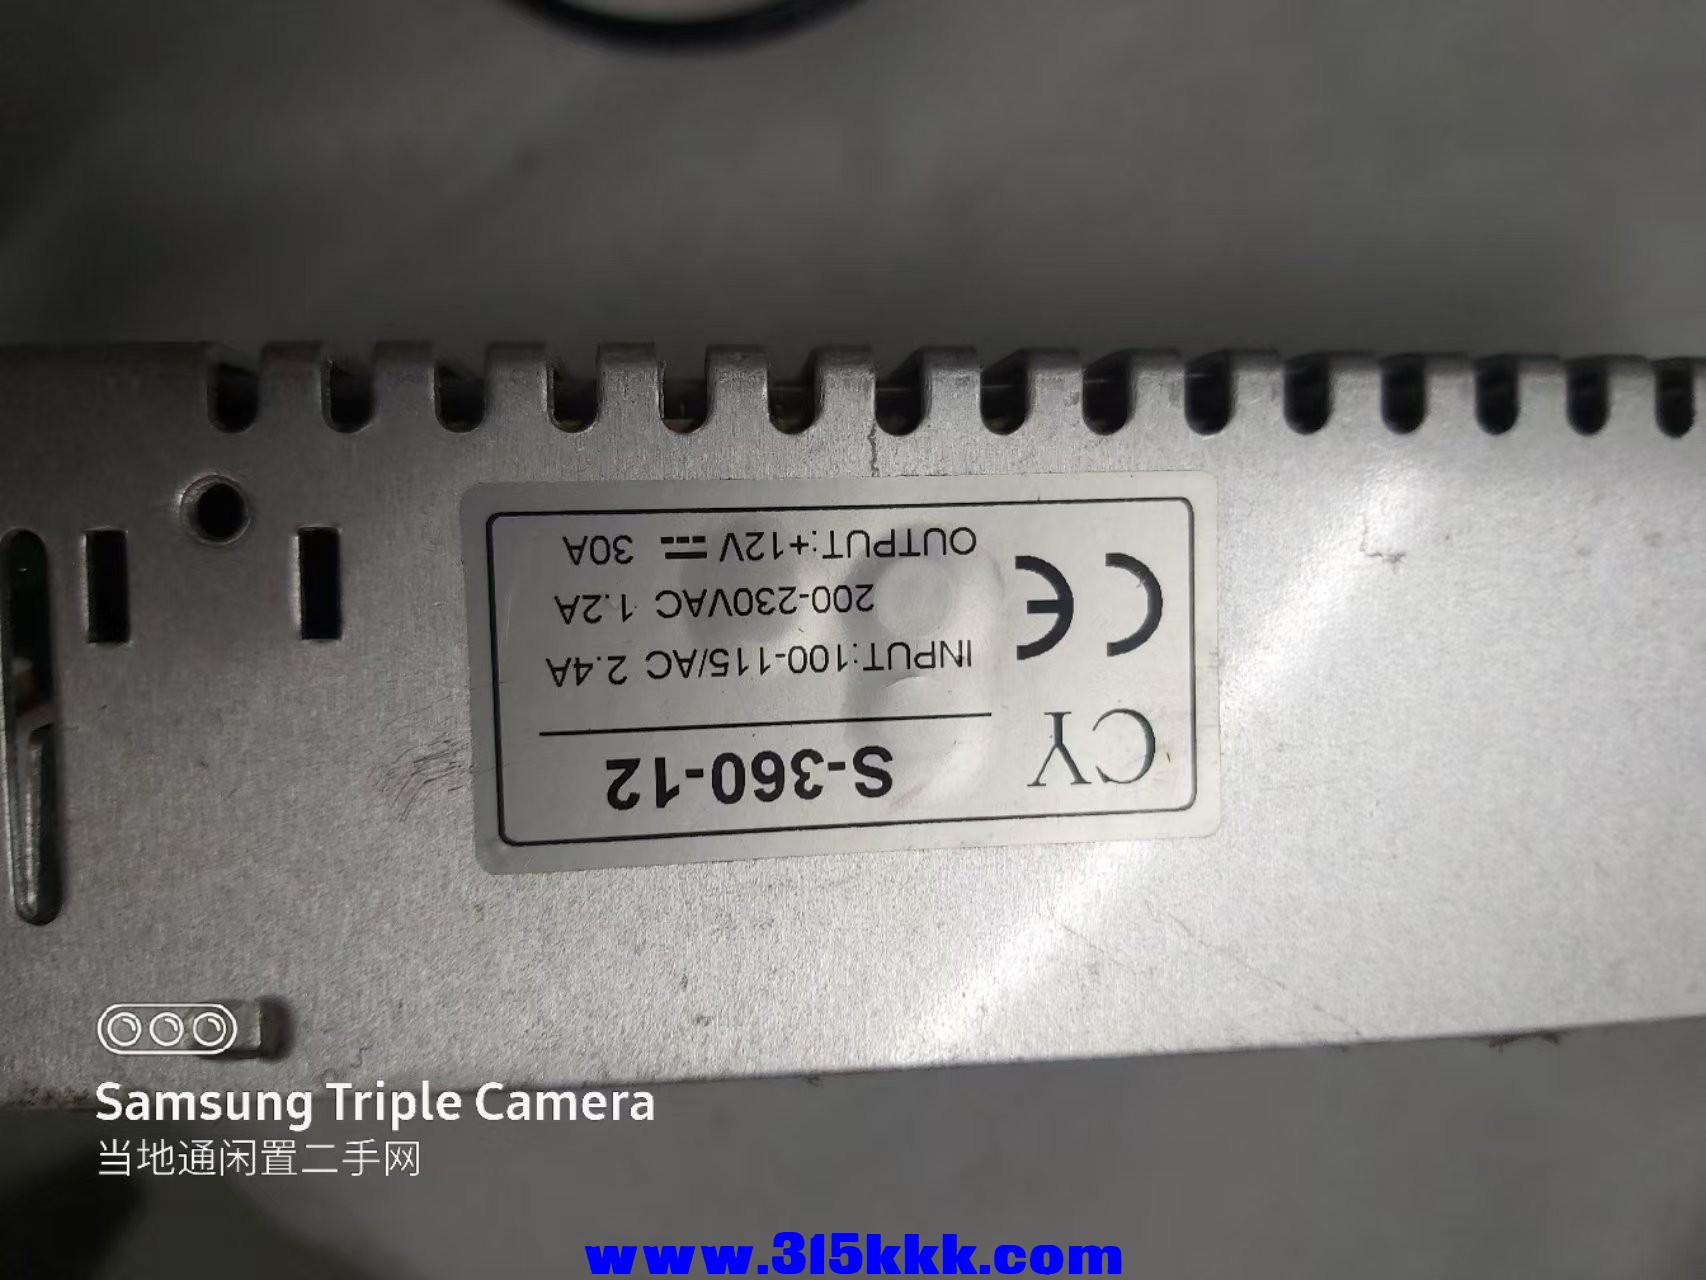 CY S-360-12
INPUT:100-115/AC 2.4A
200-230VAC 1.2A
OUTPUT:+12V 30A
CE
Samsung Triple Camera
当地通闲置二手网
www.315kkk.com